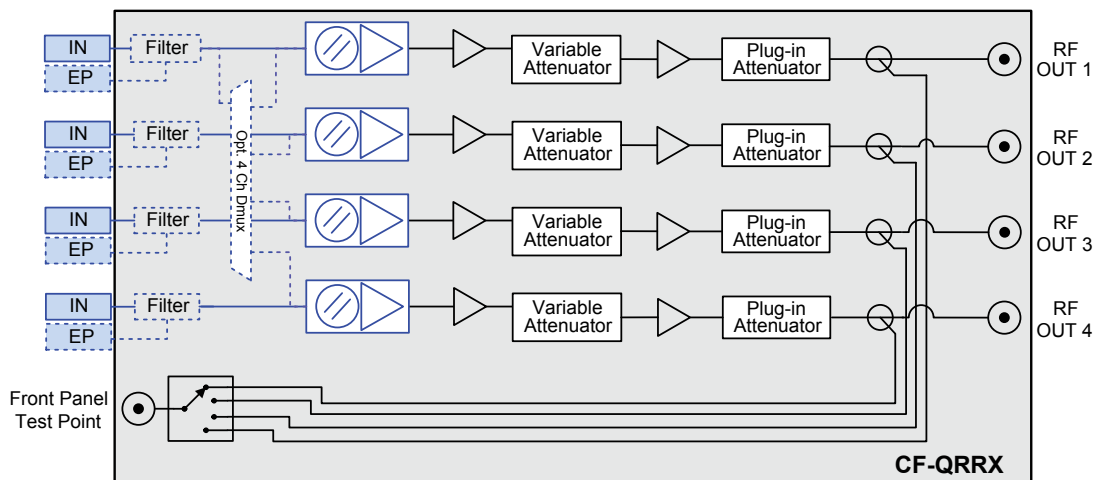 IN
EP
Filter
Variable
Attenuator
Plug-in
Attenuator
RF
OUT 1
IN
EP
Filter
Variable
Attenuator
Plug-in
Attenuator
RF
OUT 2
Opt. 4 Ch Dmux
IN
EP
Filter
Variable
Attenuator
Plug-in
Attenuator
RF
OUT 3
IN
EP
Filter
Variable
Attenuator
Plug-in
Attenuator
RF
OUT 4
Front Panel
Test Point
CF-QRRX